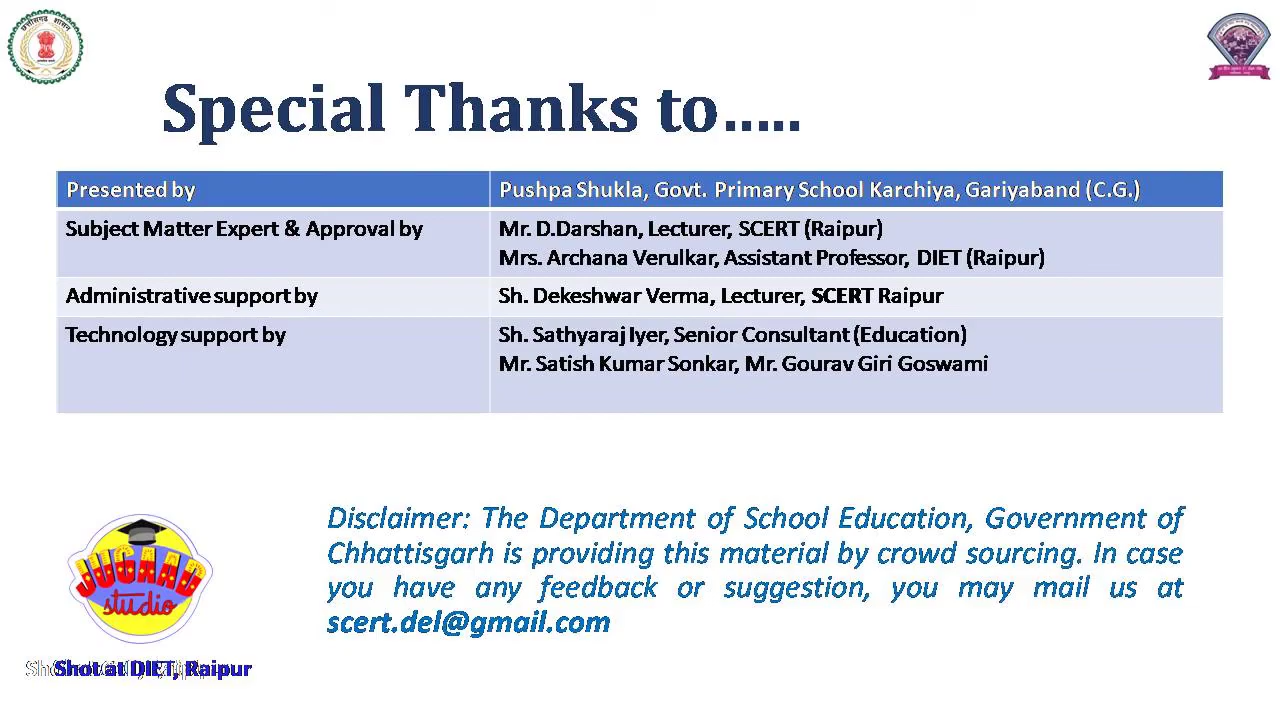 छत्तीसगढ़ शासन
Special Thanks to.....
Presented by
Pushpa Shukla, Govt. Primary School Karchiya, Gariyaband (C.G.)
Subject Matter Expert & Approval by
Mr. D.Darshan, Lecturer, SCERT (Raipur)
Mrs. Archana Verulkar, Assistant Professor, DIET (Raipur)
Administrative support by
Sh. Dekeshwar Verma, Lecturer, SCERT Raipur
Technology support by
Sh. Sathyaraj Iyer, Senior Consultant (Education)
Mr. Satish Kumar Sonkar, Mr. Gourav Giri Goswami
Disclaimer: The Department of School Education, Government of
Chhattisgarh is providing this material by crowd sourcing. In case
you have any feedback or suggestion, you may mail us at
scert.del@gmail.com
JUGAAD
studio
Shot at DIET, Raipur